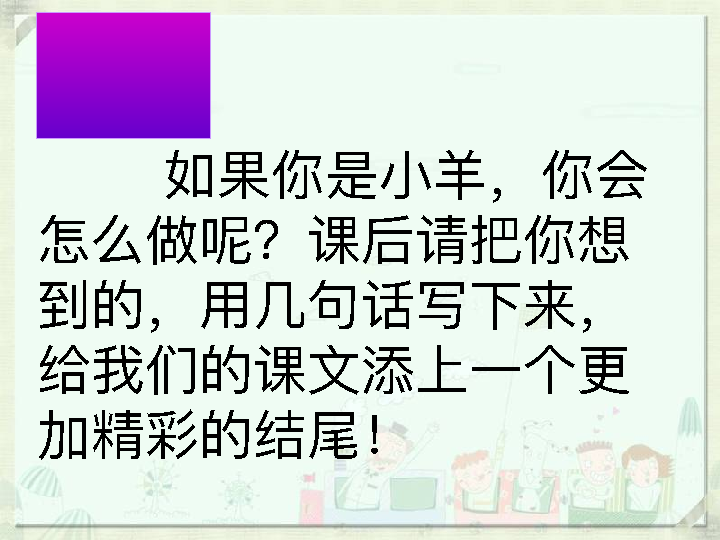 如果你是小羊，你会
怎么做呢？课后请把你想
到的，用几句话写下来，
给我们的课文添上一个更
加精彩的结尾！